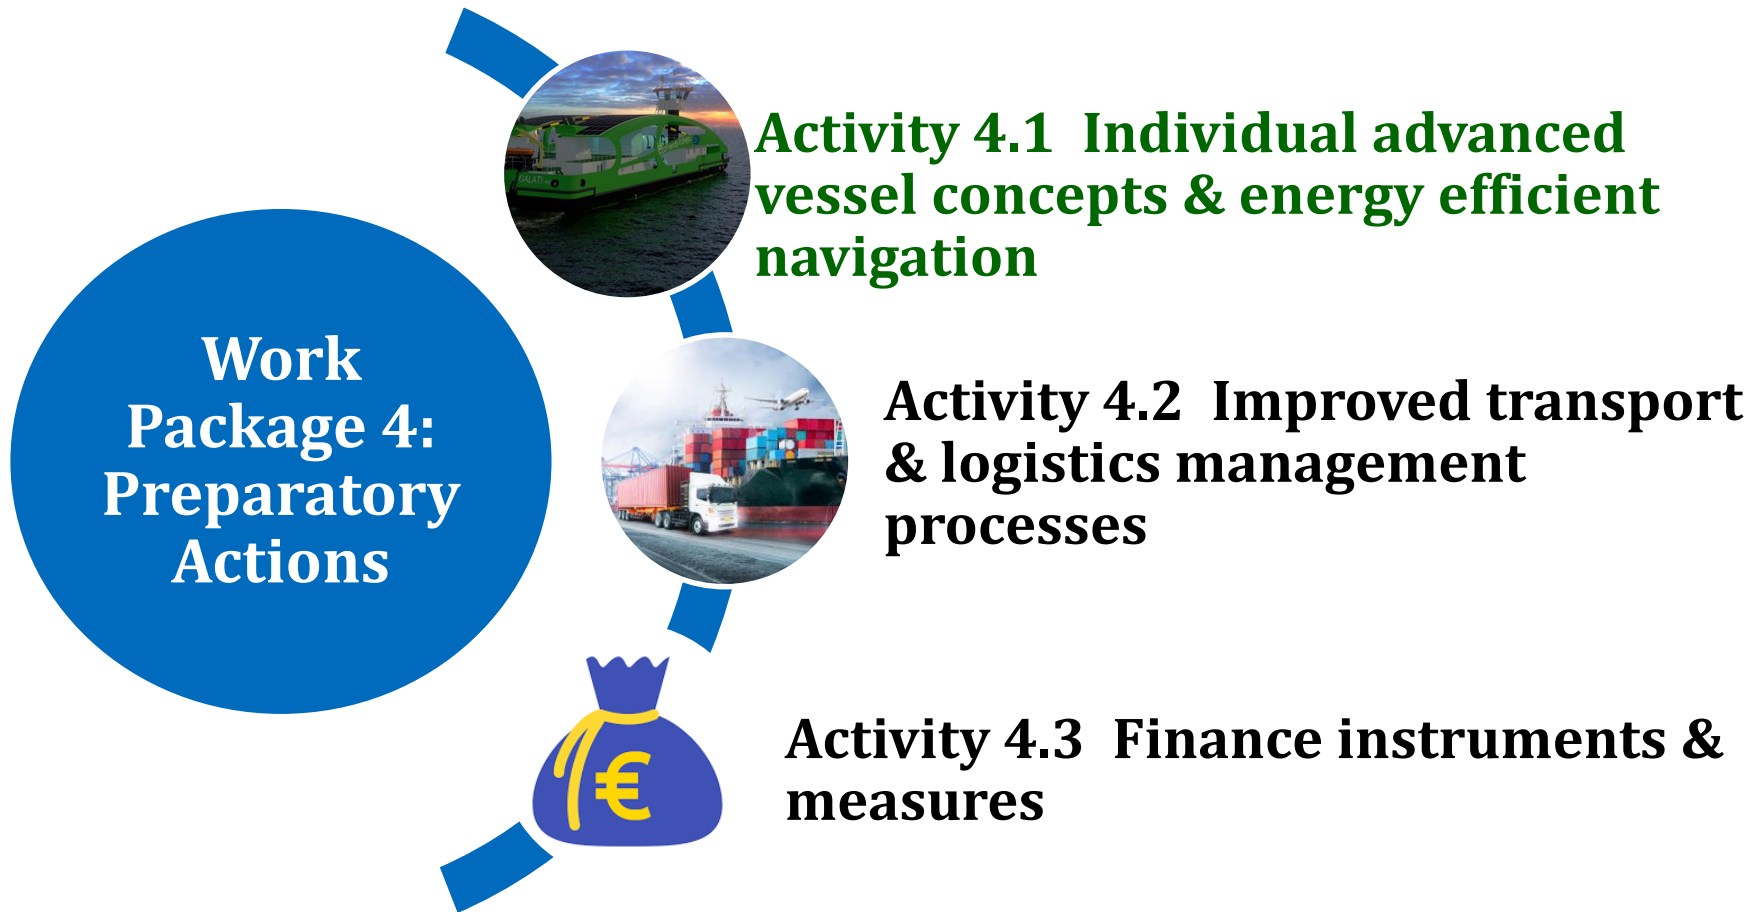 Activity 4.1  Individual advanced
vessel concepts & energy efficient
navigation
GALATI
Work
Package 4:
Preparatory
Actions
Activity 4.2  Improved transport
& logistics management
processes
€
Activity 4.3  Finance instruments &
measures